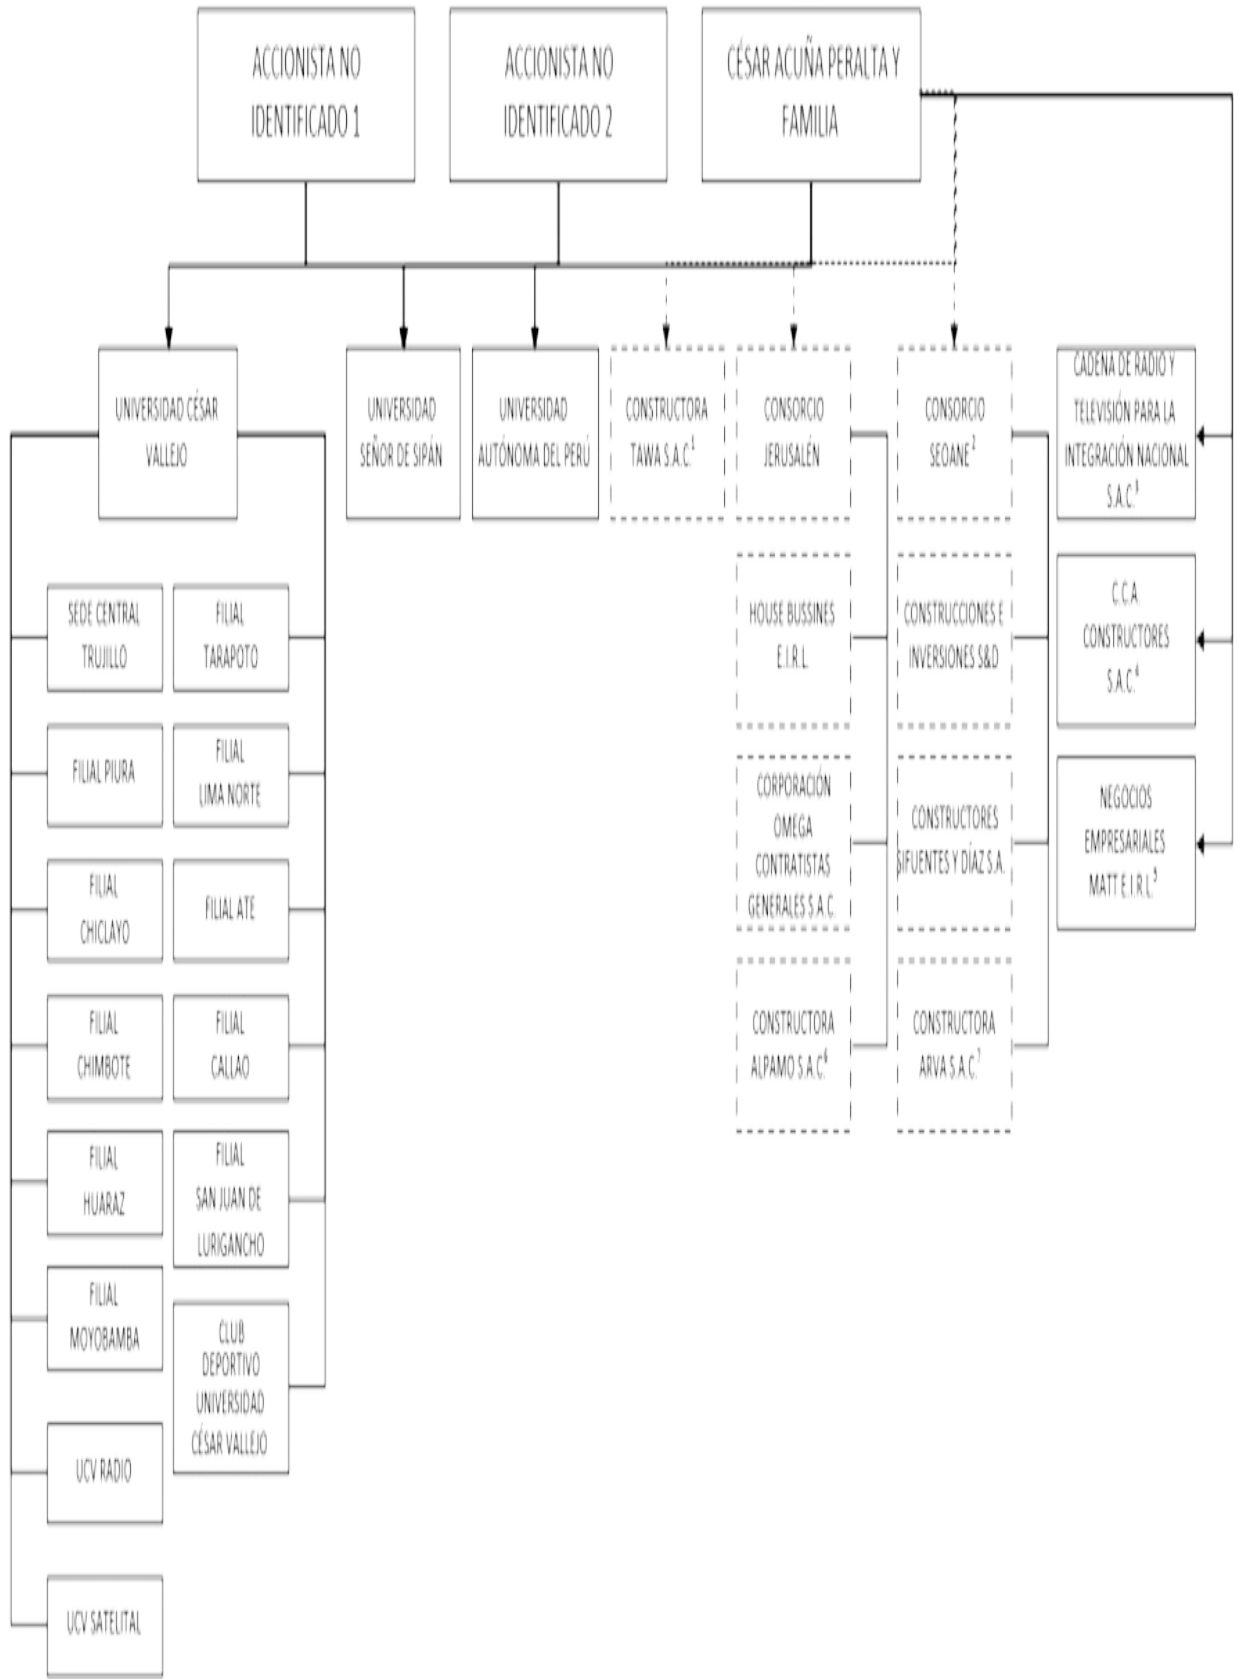 ACCIONISTA NO
IDENTIFICADO 1
ACCIONISTA NO
IDENTIFICADO 2
CÉSAR ACUÑA PERALTA Y
FAMILIA
UNIVERSIDAD CÉSAR
VALLEJO
UNIVERSIDAD
SEÑOR DE SIPÁN
UNIVERSIDAD
AUTÓNOMA DEL PERÚ
CONSTRUCTORA
TAWA S.A.C.¹
CONSORCIO
JERUSALÉN
CONSORCIO
SEOANE²
CADENA DE RADIO Y
TELEVISIÓN PARA LA
INTEGRACIÓN NACIONAL
S.A.C.³
SEDE CENTRAL
TRUJILLO
FILIAL
TARAPOTO
HOUSE BUSSINES
E.I.R.L.
CONSTRUCCIONES E
INVERSIONES S&D
C.C.A.
CONSTRUCTORES
S.A.C.⁴
FILIAL PIURA
FILIAL
LIMA NORTE
CORPORACIÓN
OMEGA
CONTRATISTAS
GENERALES S.A.C.
CONSTRUCTORES
SIFUENTES Y DÍAZ S.A.
NEGOCIOS
EMPRESARIALES
MATT E.I.R.L.⁵
FILIAL
CHICLAYO
FILIAL ATE
FILIAL
CHIMBOTE
FILIAL
CALLAO
CONSTRUCTORA
ALPAMO S.A.C.⁶
CONSTRUCTORA
ARVA S.A.C.⁷
FILIAL
HUARAZ
FILIAL
SAN JUAN DE
LURIGANCHO
FILIAL
MOYOBAMBA
CLUB
DEPORTIVO
UNIVERSIDAD
CÉSAR VALLEJO
UCV RADIO
UCV SATELITAL